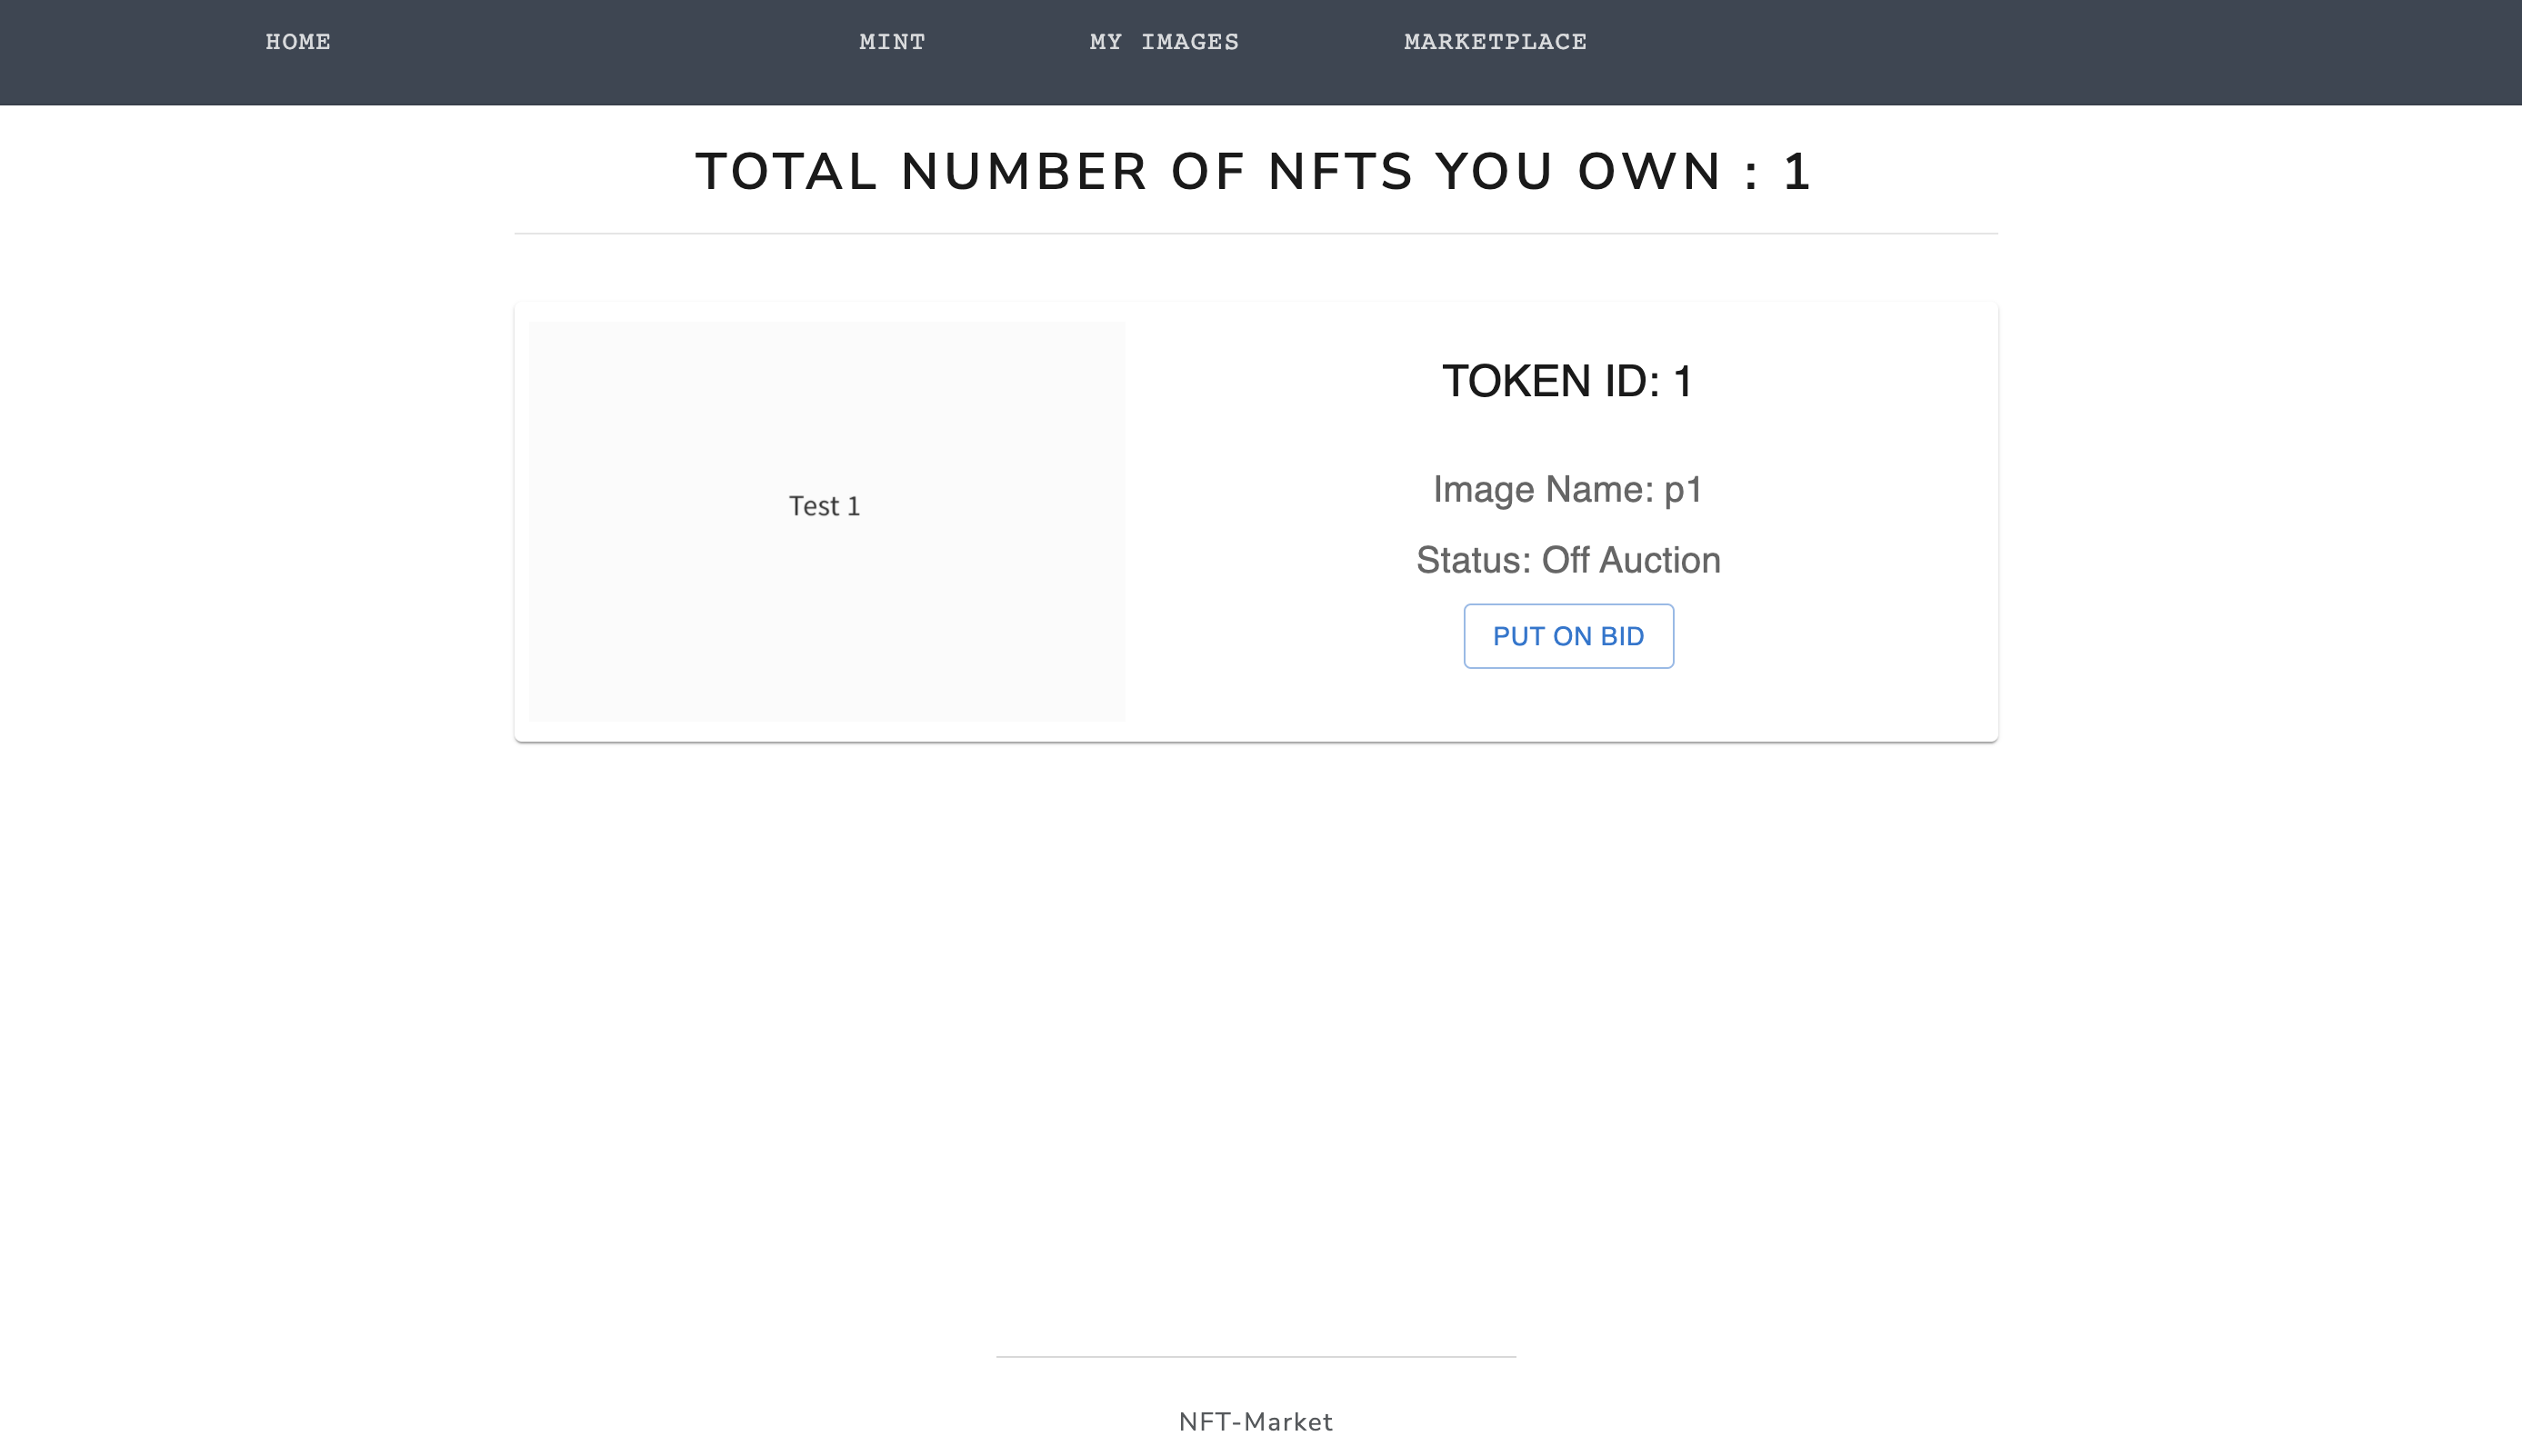 HOME MINT MY IMAGES MARKETPLACE
TOTAL NUMBER OF NFTS YOU OWN : 1
Test 1
TOKEN ID: 1
Image Name: p1
Status: Off Auction
PUT ON BID
NFT-Market